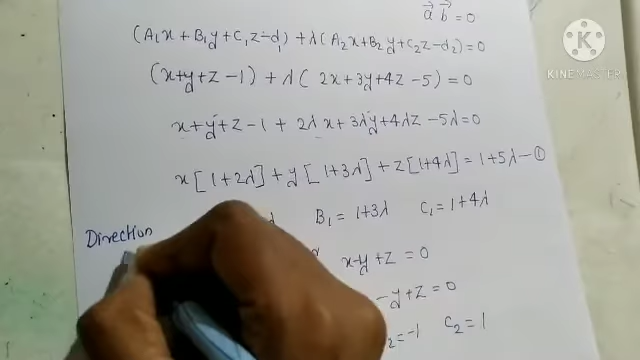 a⃗ b⃗ = 0
(A₁x + B₁y + C₁z - d₁) + λ(A₂x + B₂y + C₂z - d₂) = 0
(x+y+z-1) + λ(2x+3y+4z-5) = 0
x+y+z-1 + 2λx+3λy+4λz-5λ=0
x[1+2λ] + y[1+3λ] + z[1+4λ] = 1+5λ-①
λ B₁ = 1+3λ C₁ = 1+4λ
Direction
x-y+z=0
-y+z=0
₂=-1 C₂=1
KINEMASTER